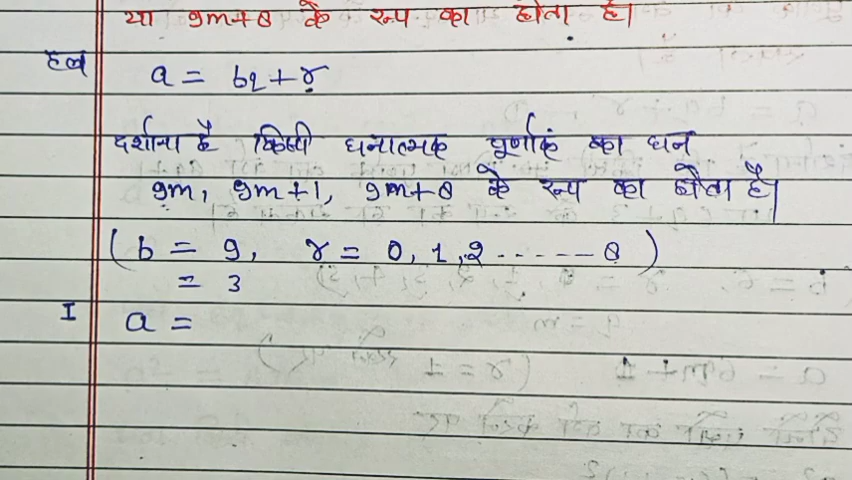 या 9m+8 के रूप का होता है।
हल a = bq + r
दर्शाना है किसी धनात्मक पूर्णाकं का घन
9m, 9m+1, 9m+8 के रूप का होता है।
(b = 9, r = 0, 1, 2 ------ 8)
= 3
I a =